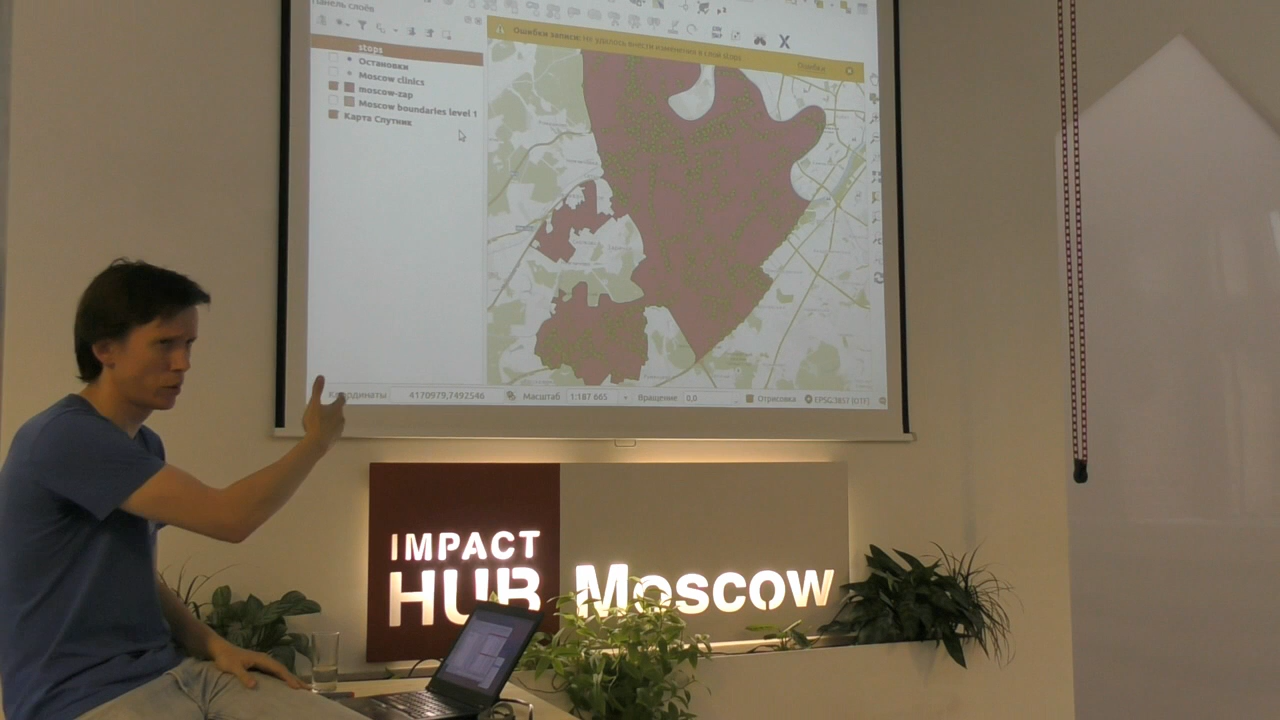 Панель слоёв
Ошибки записи: Не удалось внести изменения в слой stops
Ошибки
stops
Остановки
Moscow clinics
moscow-zap
Moscow boundaries level 1
Карта Спутник
Координаты
4170979,7492546
Масштаб
1:187 665
Вращение
0,0
Отрисовка
EPSG:3857 (OTF)
IMPACT
HUB
Moscow